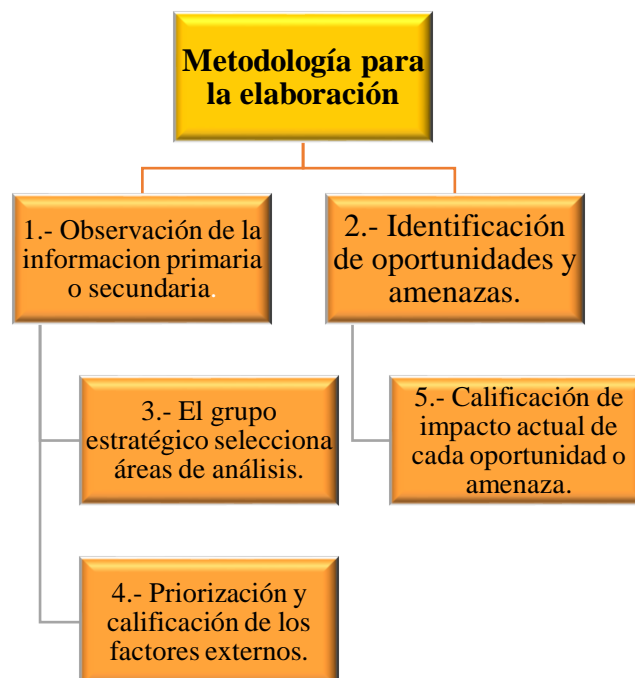 Metodología para
la elaboración
1.- Observación de la
informacion primaria
o secundaria.
2.- Identificación
de oportunidades y
amenazas.
3.- El grupo
estratégico selecciona
áreas de análisis.
5.- Calificación de
impacto actual de
cada oportunidad o
amenaza.
4.- Priorización y
calificación de los
factores externos.